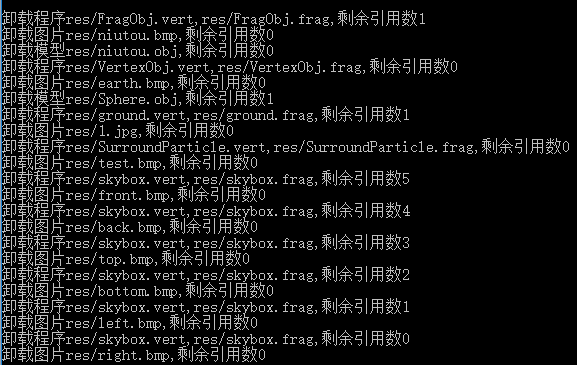 卸载程序res/FragObj.vert,res/FragObj.frag,剩余引用数1
卸载图片res/niutou.bmp,剩余引用数0
卸载模型res/niutou.obj,剩余引用数0
卸载程序res/VertexObj.vert,res/VertexObj.frag,剩余引用数0
卸载图片res/earth.bmp,剩余引用数0
卸载模型res/Sphere.obj,剩余引用数1
卸载程序res/ground.vert,res/ground.frag,剩余引用数1
卸载图片res/1.jpg,剩余引用数0
卸载程序res/SurroundParticle.vert,res/SurroundParticle.frag,剩余引用数0
卸载图片res/test.bmp,剩余引用数0
卸载程序res/skybox.vert,res/skybox.frag,剩余引用数5
卸载图片res/front.bmp,剩余引用数0
卸载程序res/skybox.vert,res/skybox.frag,剩余引用数4
卸载图片res/back.bmp,剩余引用数0
卸载程序res/skybox.vert,res/skybox.frag,剩余引用数3
卸载图片res/top.bmp,剩余引用数0
卸载程序res/skybox.vert,res/skybox.frag,剩余引用数2
卸载图片res/bottom.bmp,剩余引用数0
卸载程序res/skybox.vert,res/skybox.frag,剩余引用数1
卸载图片res/left.bmp,剩余引用数0
卸载程序res/skybox.vert,res/skybox.frag,剩余引用数0
卸载图片res/right.bmp,剩余引用数0